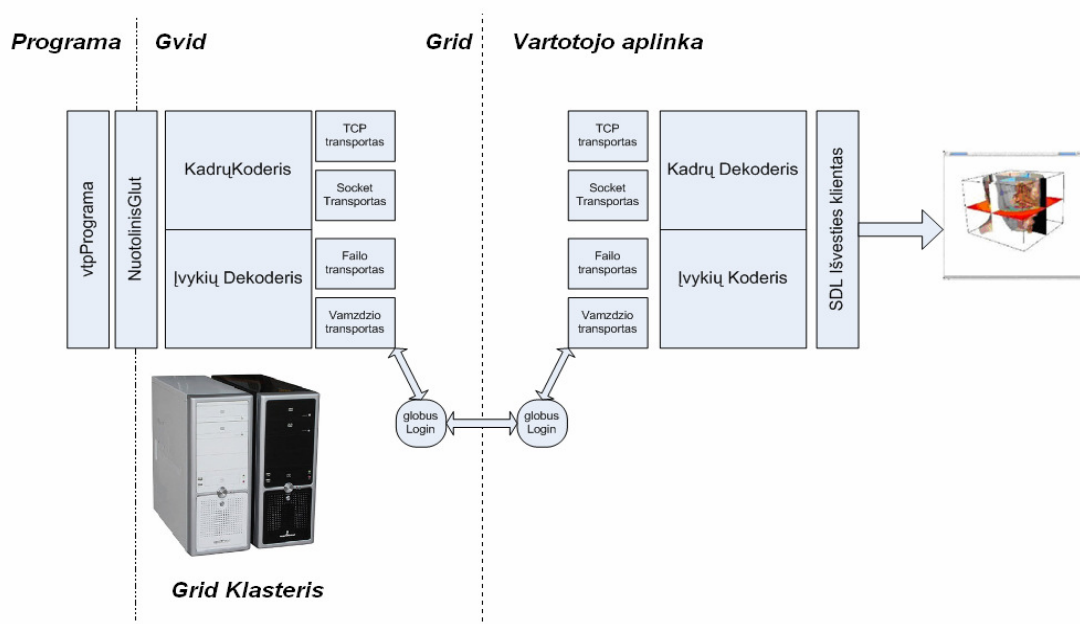 Programa
Gvid
Grid
Vartotojo aplinka
vtpPrograma
NuotolinisGlut
KadrųKoderis
Įvykių Dekoderis
TCP
transportas
Socket
Transportas
Failo
transportas
Vamzdzio
transportas
globus
Login
globus
Login
TCP
transportas
Socket
Transportas
Failo
transportas
Vamzdzio
transportas
Kadrų Dekoderis
Įvykių Koderis
SDL Išvesties klientas
Grid Klasteris